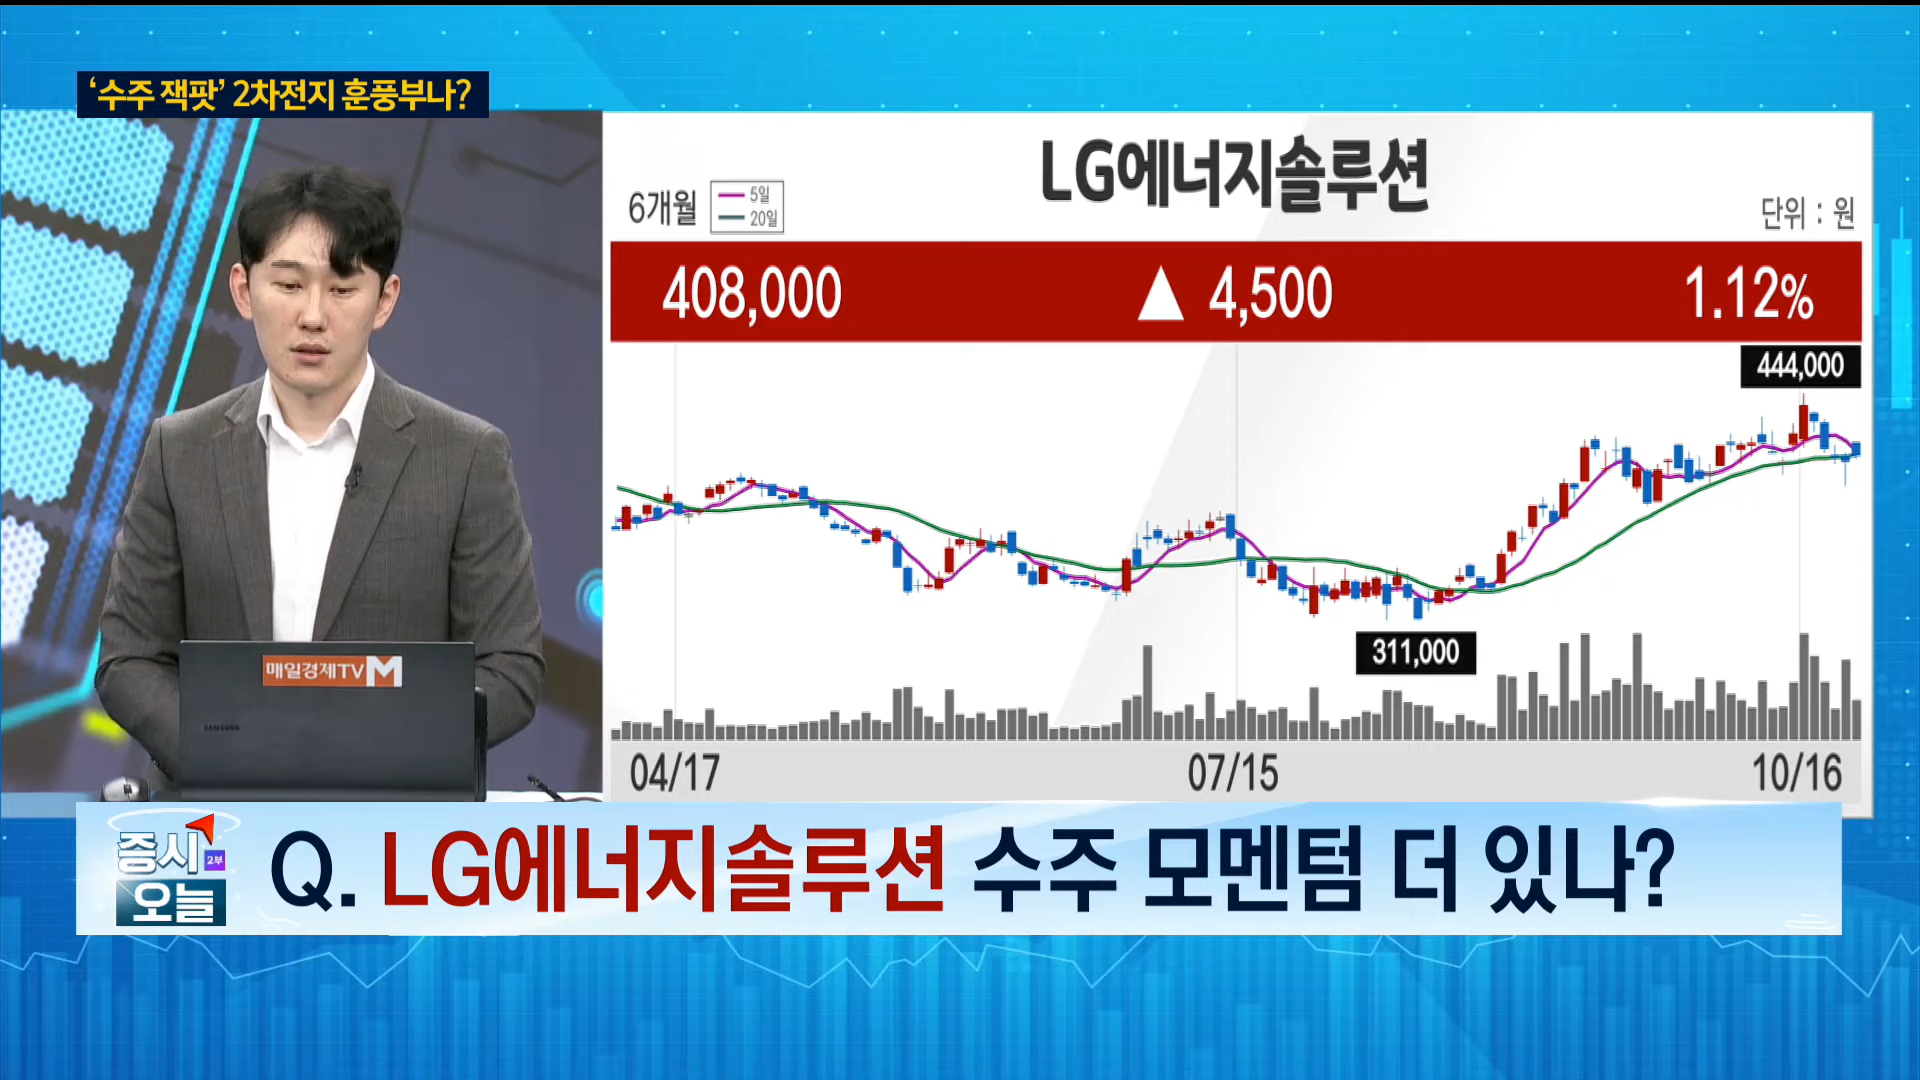 ‘수주 잭팟’ 2차전지 훈풍부나?
LG에너지솔루션
6개월
5일
20일
단위 : 원
408,000 ▲ 4,500 1.12%
444,000
311,000
04/17 07/15 10/16
매일경제TV M
SAMSUNG
증시 2부
오늘
Q. LG에너지솔루션 수주 모멘텀 더 있나?